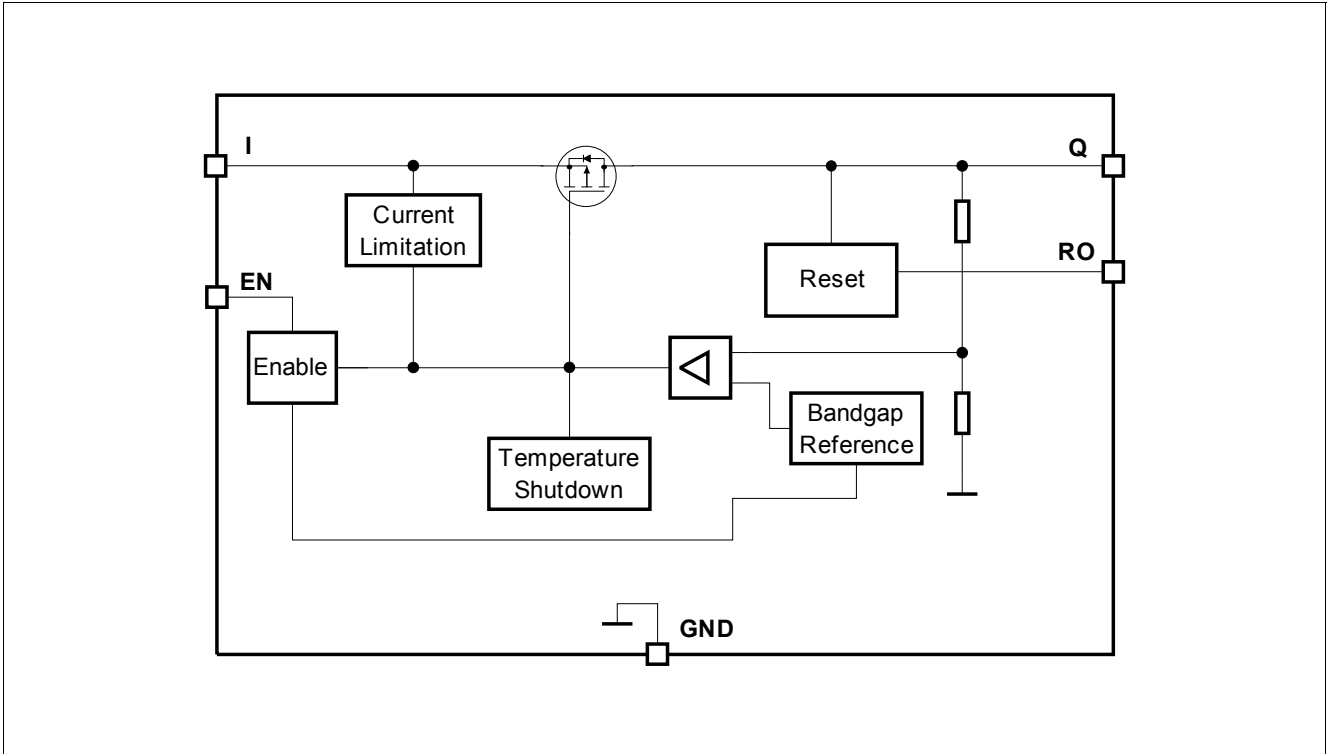 I
Q
Current
Limitation
RO
EN
Reset
Enable
Bandgap
Reference
Temperature
Shutdown
GND